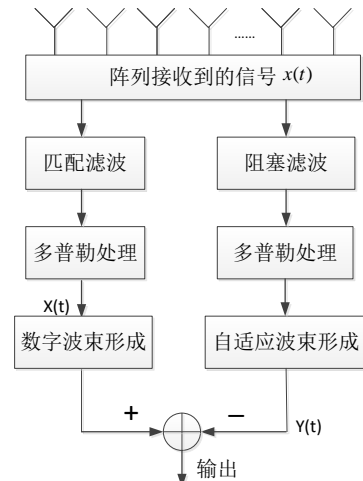 ……
阵列接收到的信号 x(t)
匹配滤波
阻塞滤波
多普勒处理
多普勒处理
X(t)
数字波束形成
自适应波束形成
+
−
Y(t)
输出